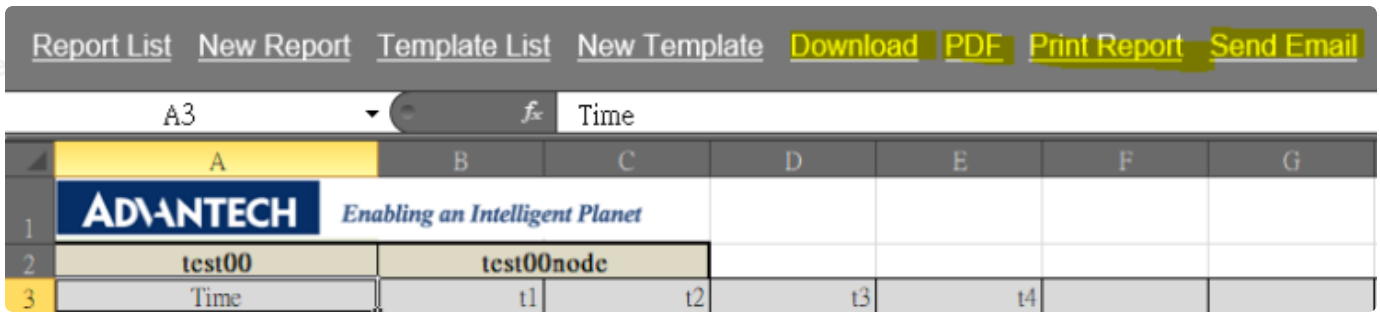 Report List New Report Template List New Template Download PDF Print Report Send Email
A3 fx Time
A B C D E F G
1 ADVANTECH Enabling an Intelligent Planet
2 test00 test00node
3 Time t1 t2 t3 t4